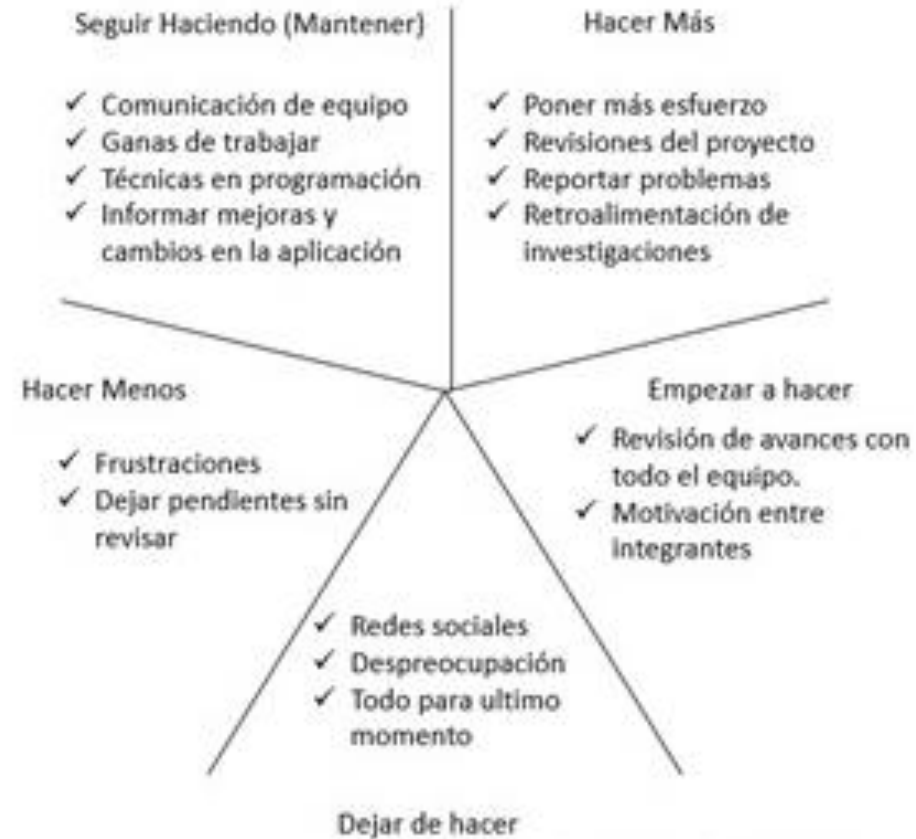 Seguir Haciendo (Mantener)
✓ Comunicación de equipo
✓ Ganas de trabajar
✓ Técnicas en programación
✓ Informar mejoras y
cambios en la aplicación
Hacer Más
✓ Poner más esfuerzo
✓ Revisiones del proyecto
✓ Reportar problemas
✓ Retroalimentación de
investigaciones
Hacer Menos
✓ Frustraciones
✓ Dejar pendientes sin
revisar
Empezar a hacer
✓ Revisión de avances con
todo el equipo.
✓ Motivación entre
integrantes
✓ Redes sociales
✓ Despreocupación
✓ Todo para ultimo
momento
Dejar de hacer